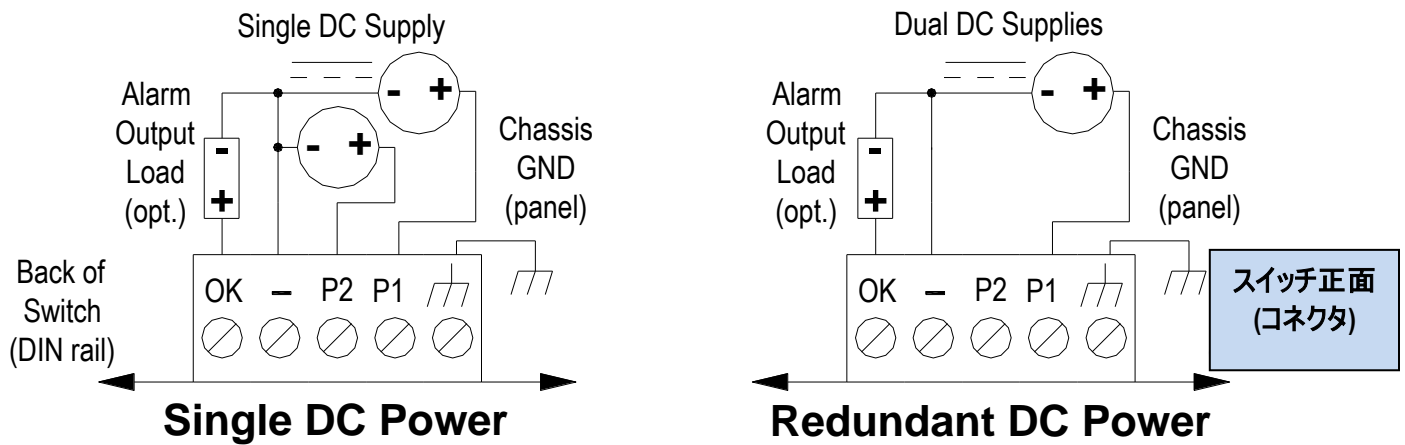 Single DC Supply
Alarm
Output
Load
(opt.)
- +
- +
-
+
Chassis
GND
(panel)
Back of
Switch
(DIN rail)
OK – P2 P1
Single DC Power
Dual DC Supplies
Alarm
Output
Load
(opt.)
- +
-
+
Chassis
GND
(panel)
OK – P2 P1
スイッチ正面
(コネクタ)
Redundant DC Power